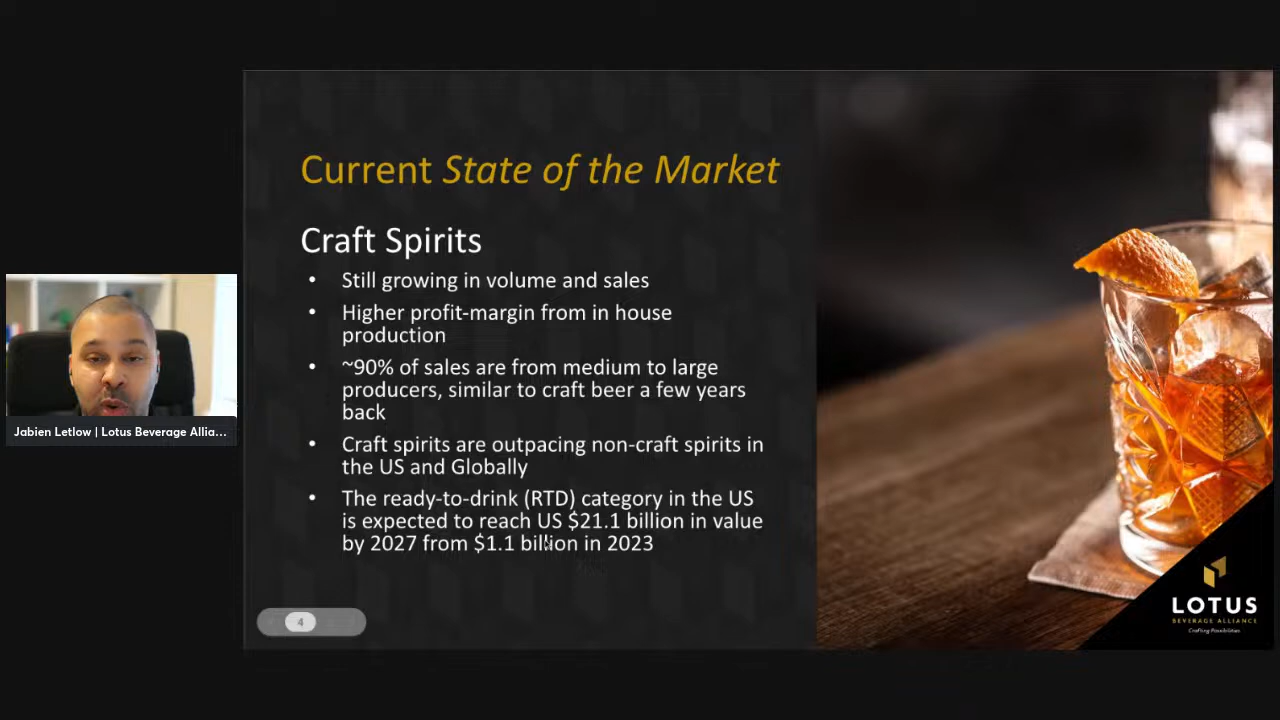 Current State of the Market
Craft Spirits
• Still growing in volume and sales
• Higher profit-margin from in house
production
• ~90% of sales are from medium to large
producers, similar to craft beer a few years
back
• Craft spirits are outpacing non-craft spirits in
the US and Globally
• The ready-to-drink (RTD) category in the US
is expected to reach US $21.1 billion in value
by 2027 from $1.1 billion in 2023
Jabien Letlow | Lotus Beverage Allia...
4
LOTUS
BEVERAGE ALLIANCE
Crafting Possibilities